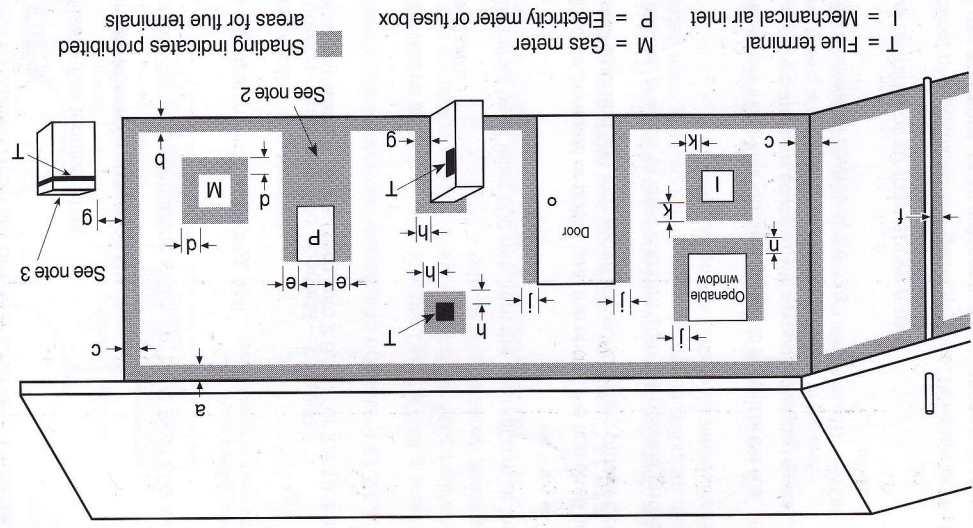 a
c
j
h
T
Openable
window
j
j
h
e
e
See note 3
n
Door
h
P
d
g
f
k
I
T
d
M
c
k
g
b
T
See note 2
T = Flue terminal
I = Mechanical air inlet
M = Gas meter
P = Electricity meter or fuse box
Shading indicates prohibited
areas for flue terminals